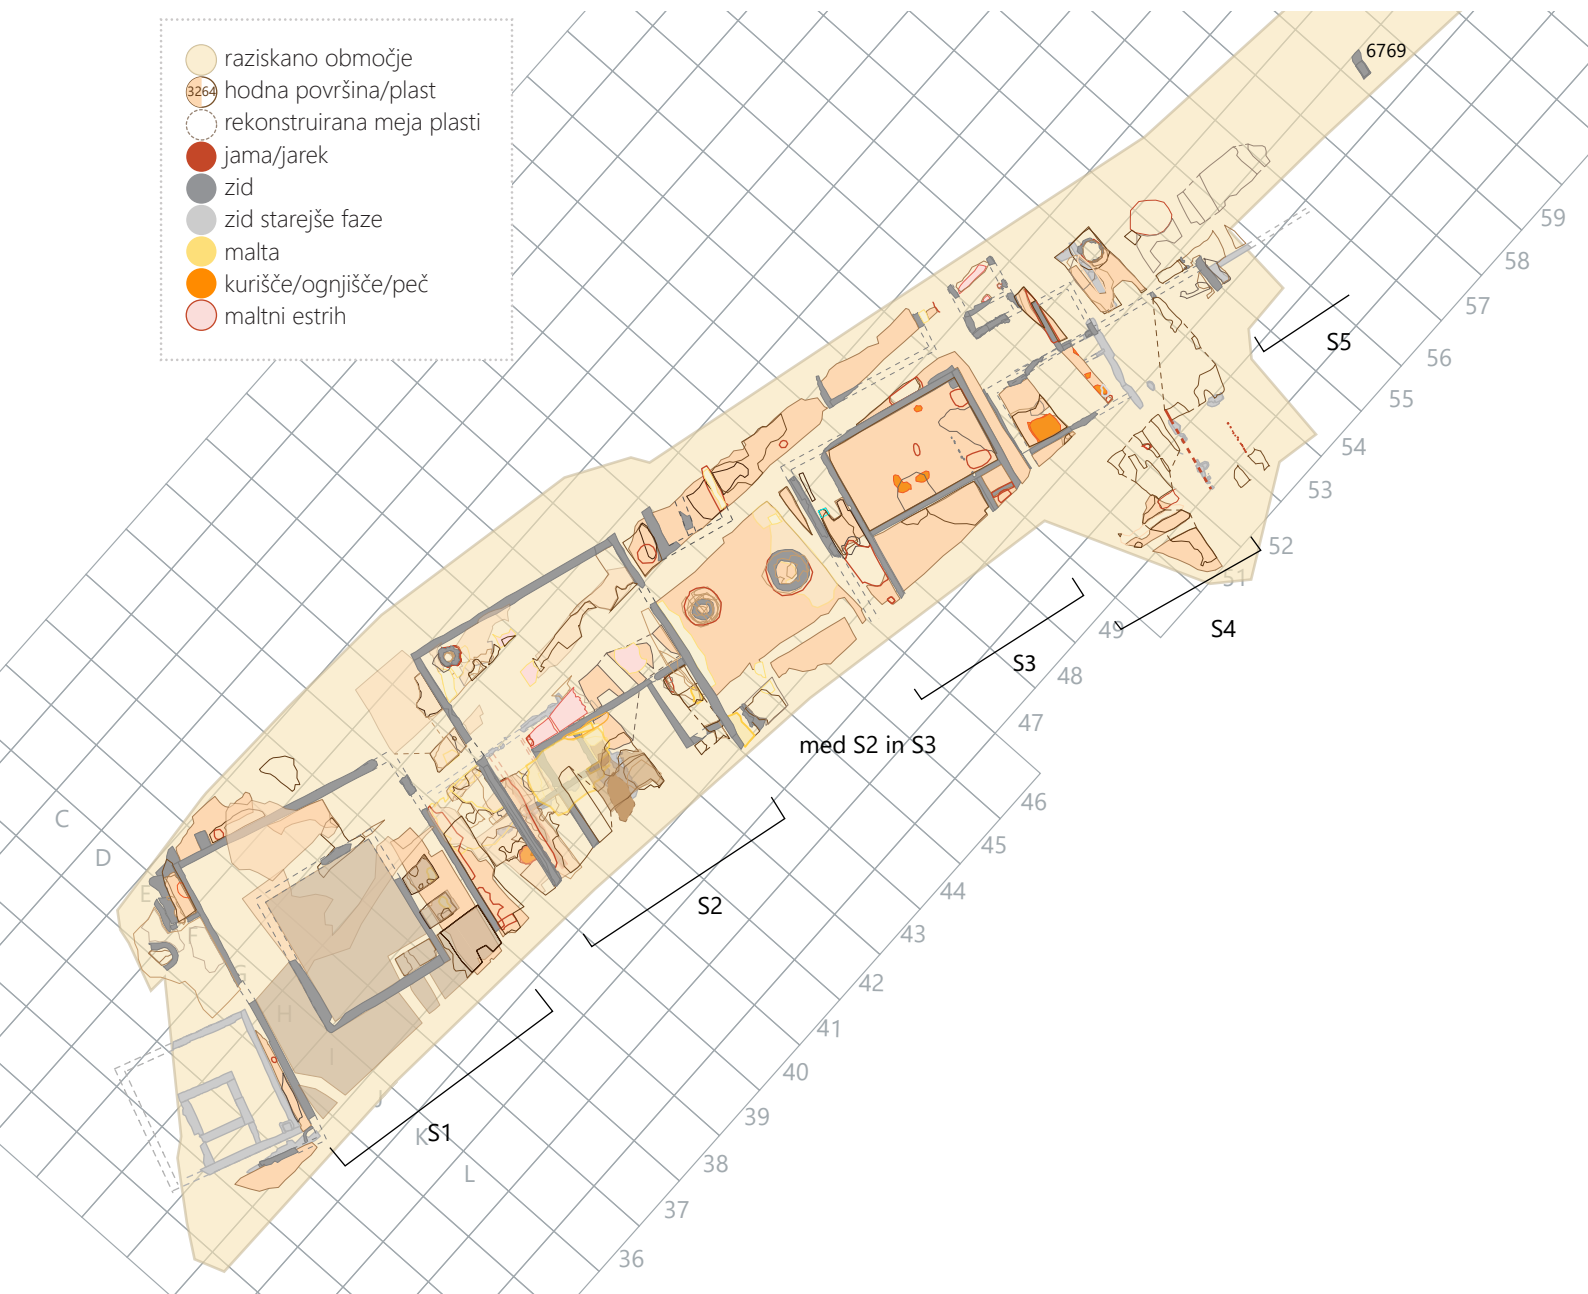 raziskano območje
3264 hodna površina/plast
rekonstruirana meja plasti
jama/jarek
zid
zid starejše faze
malta
kurišče/ognjišče/peč
maltni estrih
6769
59
58
57
56
55
54
53
52
51
49
48
47
46
45
44
43
42
41
40
39
38
37
36
S5
S4
S3
med S2 in S3
S2
S1
C
D
E
F
G
H
I
J
K
L